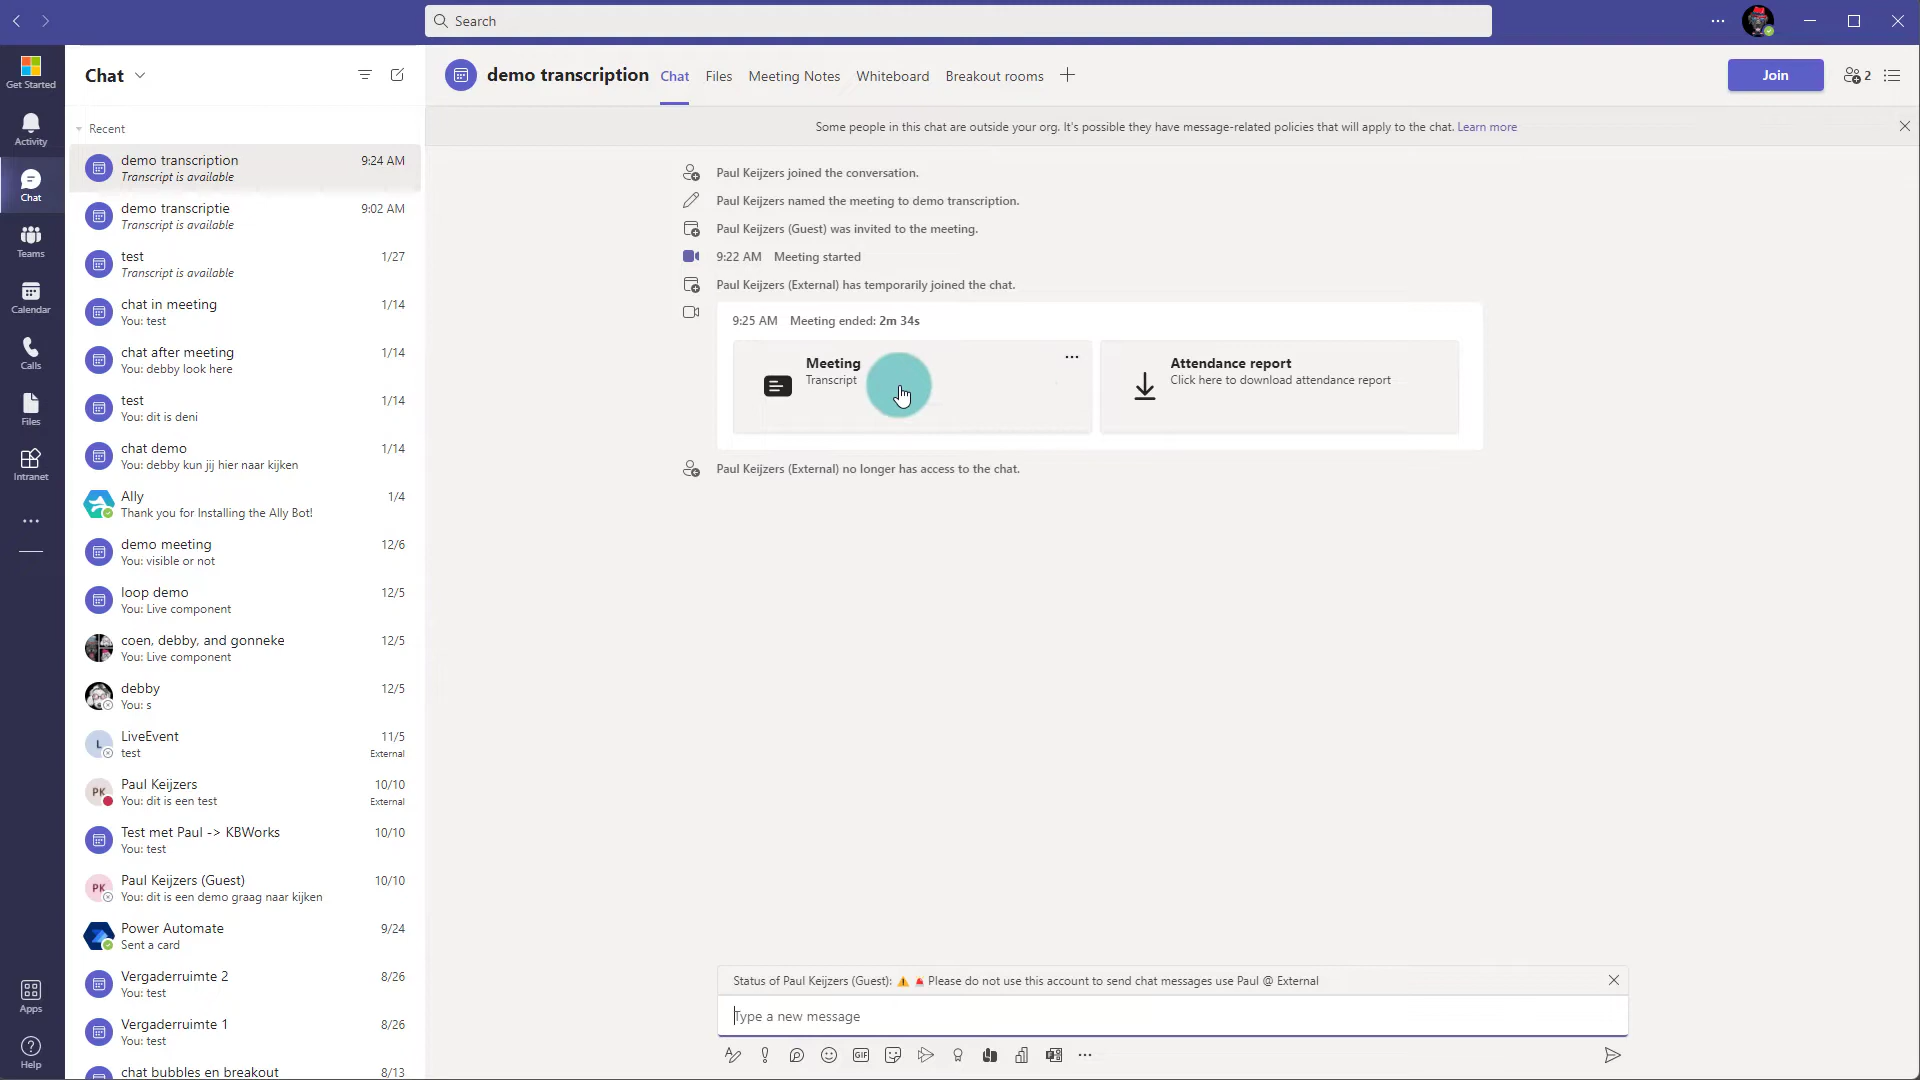 Search
Get Started
Activity
Chat
Teams
Calendar
Calls
Files
Intranet
Apps
Help
Chat
Recent
demo transcription 9:24 AM
Transcript is available
demo transcriptie 9:02 AM
Transcript is available
test 1/27
Transcript is available
chat in meeting 1/14
You: test
chat after meeting 1/14
You: debby look here
test 1/14
You: dit is deni
chat demo 1/14
You: debby kun jij hier naar kijken
Ally 1/4
Thank you for Installing the Ally Bot!
demo meeting 12/6
You: visible or not
loop demo 12/5
You: Live component
coen, debby, and gonneke 12/5
You: Live component
debby 12/5
You: s
L LiveEvent 11/5
test External
PK Paul Keijzers 10/10
You: dit is een test External
Test met Paul -> KBWorks 10/10
You: test
PK Paul Keijzers (Guest) 10/10
You: dit is een demo graag naar kijken
Power Automate 9/24
Sent a card
Vergaderruimte 2 8/26
You: test
Vergaderruimte 1 8/26
You: test
chat bubbles en breakout 8/13
demo transcription Chat Files Meeting Notes Whiteboard Breakout rooms Join 2
Some people in this chat are outside your org. It's possible they have message-related policies that will apply to the chat. Learn more
Paul Keijzers joined the conversation.
Paul Keijzers named the meeting to demo transcription.
Paul Keijzers (Guest) was invited to the meeting.
9:22 AM Meeting started
Paul Keijzers (External) has temporarily joined the chat.
9:25 AM Meeting ended: 2m 34s
Meeting
Transcript
Attendance report
Click here to download attendance report
Paul Keijzers (External) no longer has access to the chat.
Status of Paul Keijzers (Guest): ⚠️ 🚨 Please do not use this account to send chat messages use Paul @ External
Type a new message
GIF